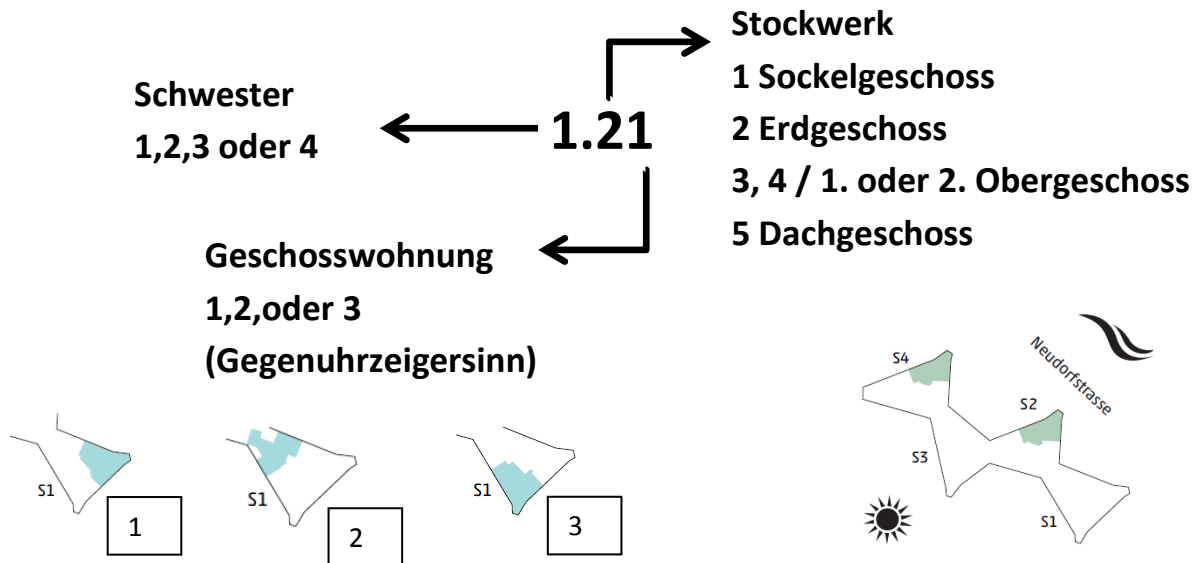 Stockwerk
1 Sockelgeschoss
2 Erdgeschoss
3, 4 / 1. oder 2. Obergeschoss
5 Dachgeschoss
Schwester
1,2,3 oder 4
1.21
Geschosswohnung
1,2,oder 3
(Gegenuhrzeigersinn)
S1
1
S1
2
S1
3
Neudorfstrasse
S4
S2
S3
S1